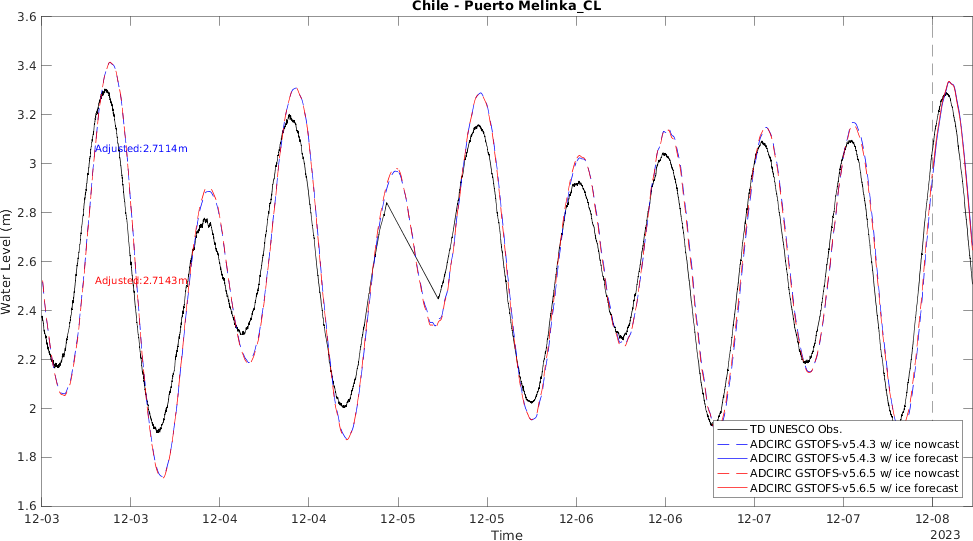 Chile - Puerto Melinka_CL
3.6
3.4
3.2
3
2.8
2.6
2.4
2.2
2
1.8
1.6
Water Level (m)
Adjusted:2.7114m
Adjusted:2.7143m
TD UNESCO Obs.
ADCIRC GSTOFS-v5.4.3 w/ ice nowcast
ADCIRC GSTOFS-v5.4.3 w/ ice forecast
ADCIRC GSTOFS-v5.6.5 w/ ice nowcast
ADCIRC GSTOFS-v5.6.5 w/ ice forecast
12-03 12-03 12-04 12-04 12-05 12-05 12-06 12-06 12-07 12-07 12-08
Time
2023